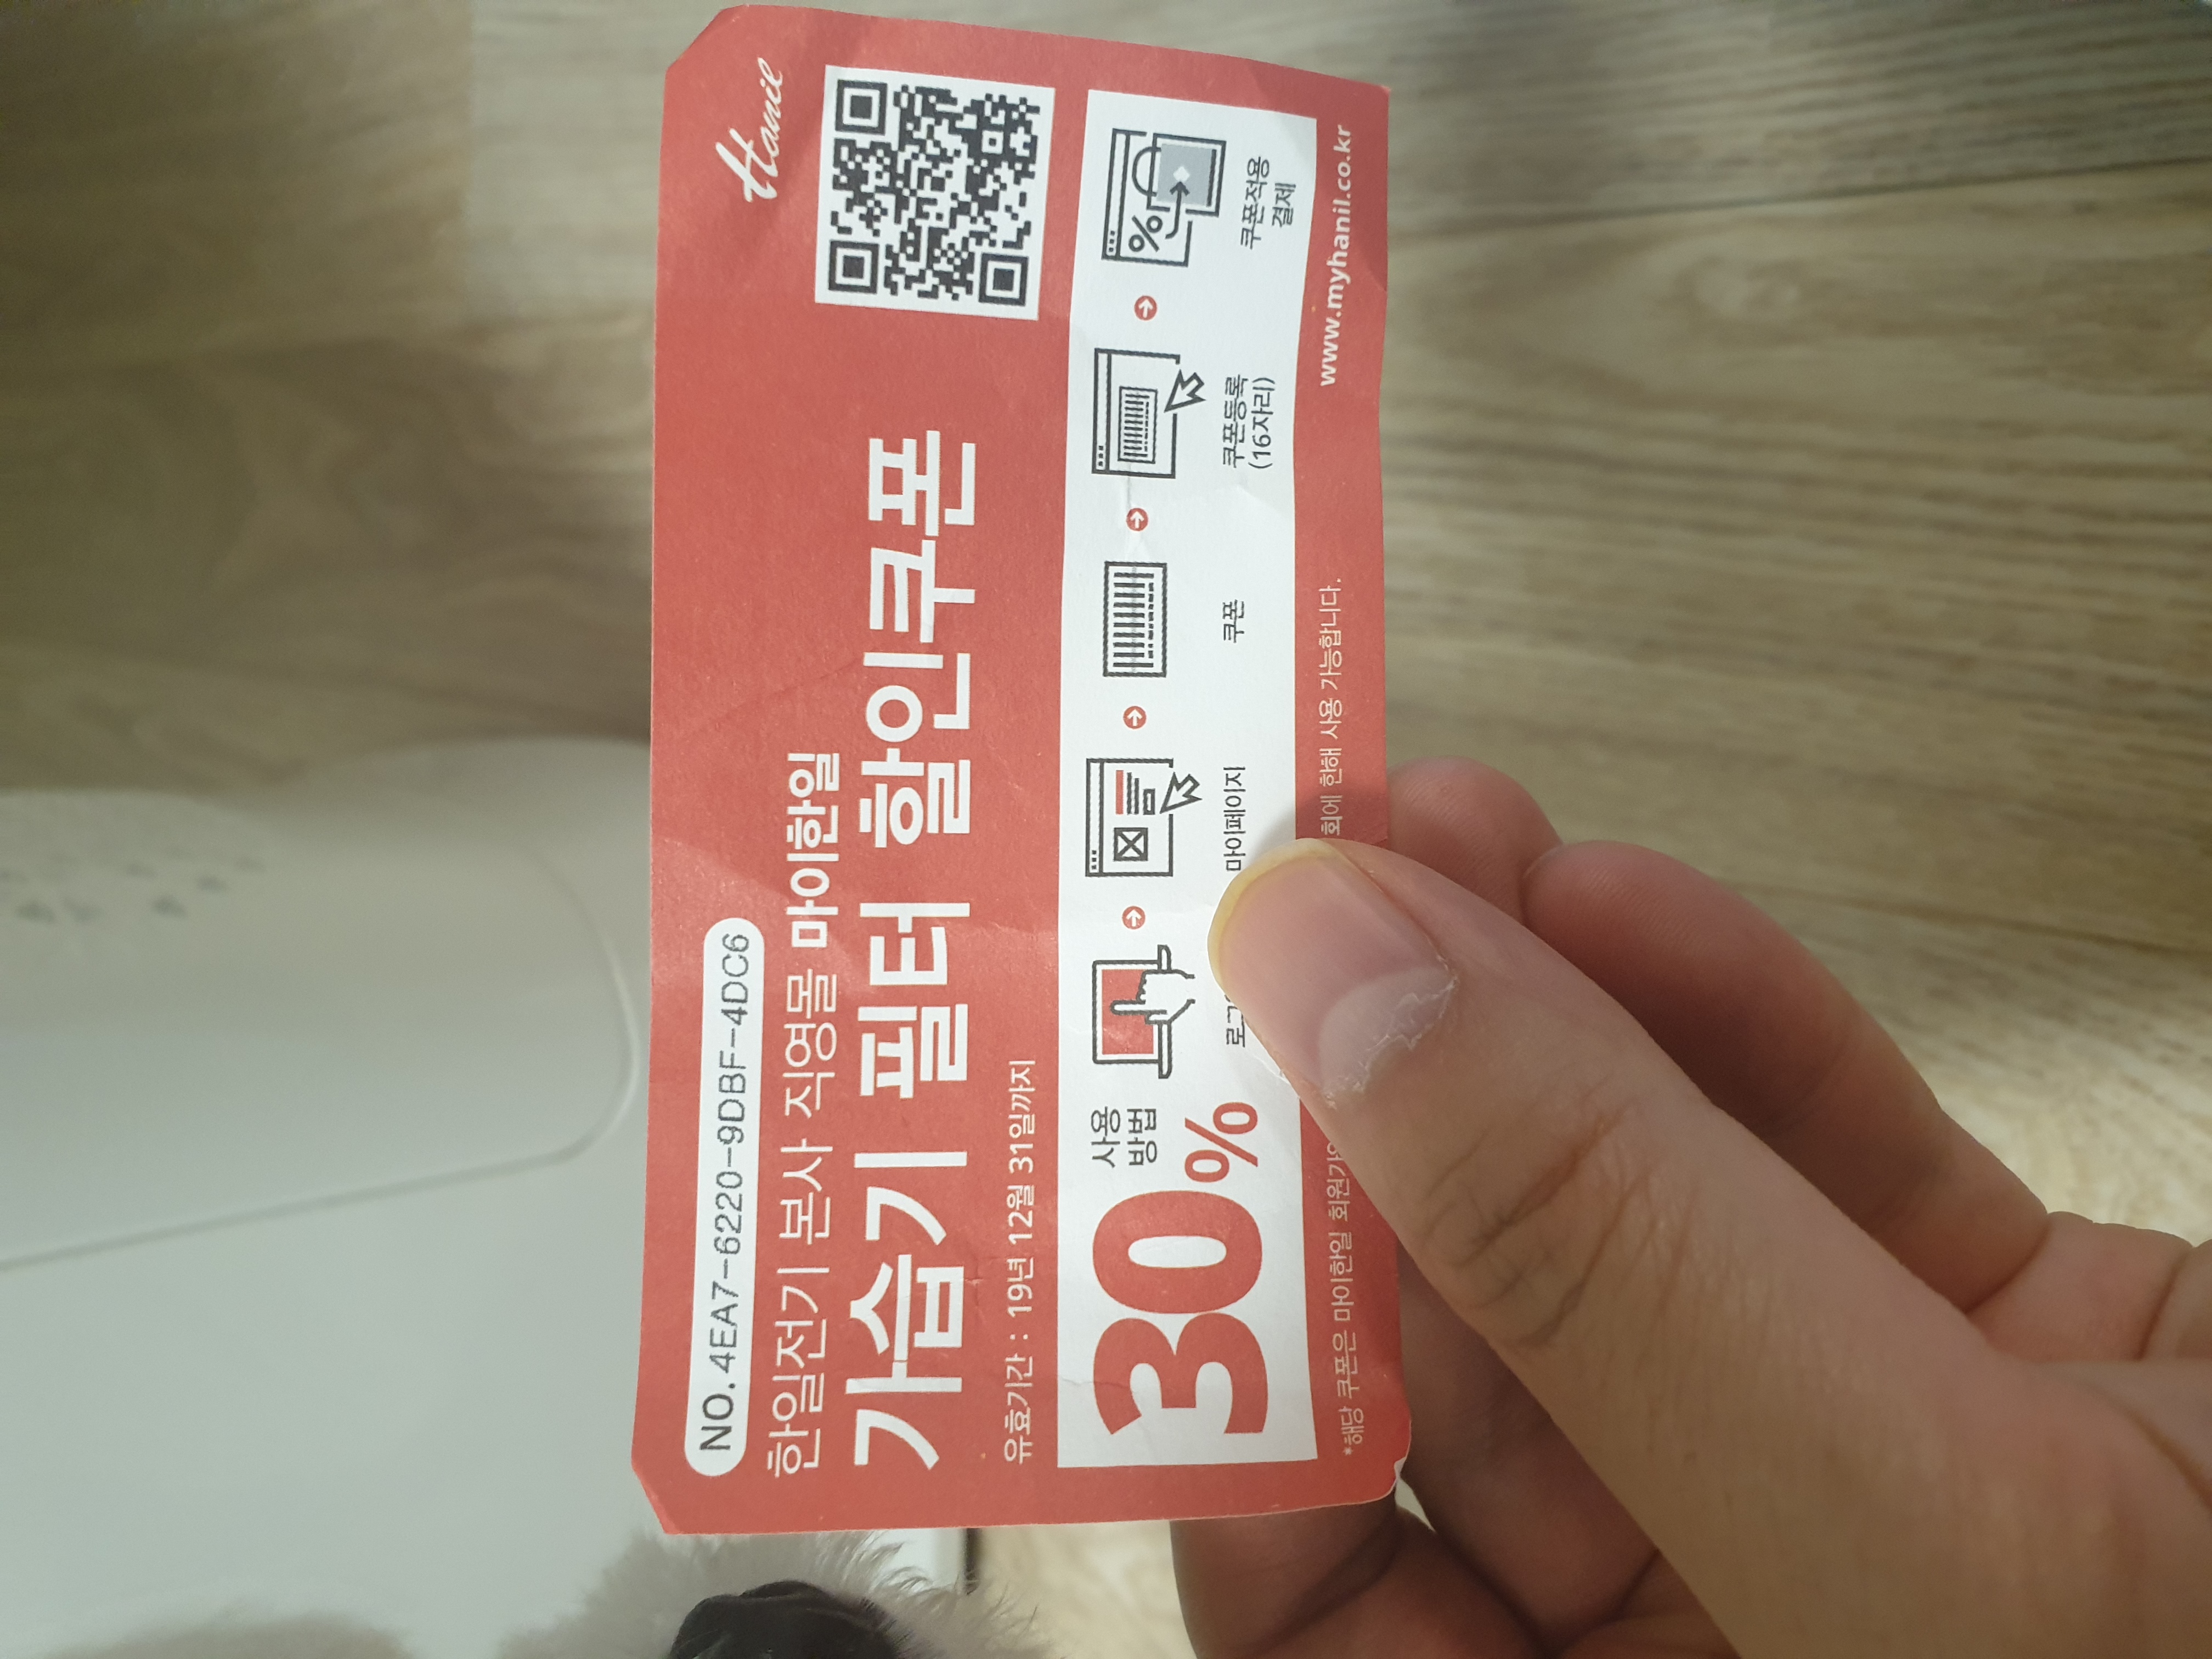 NO.4EA7-6220-9DBF-4DC6
Hanil
한일전기 본사 직영몰 마이한일
가습기 필터 할인쿠폰
유효기간 : 19년 12월 31일까지
30%
사용
방법
마이페이지
쿠폰
쿠폰등록
(16자리)
쿠폰적용
결제
*해당 쿠폰은 마이한일 회원가 회에 한해 사용 가능합니다.
www.myhanil.co.kr